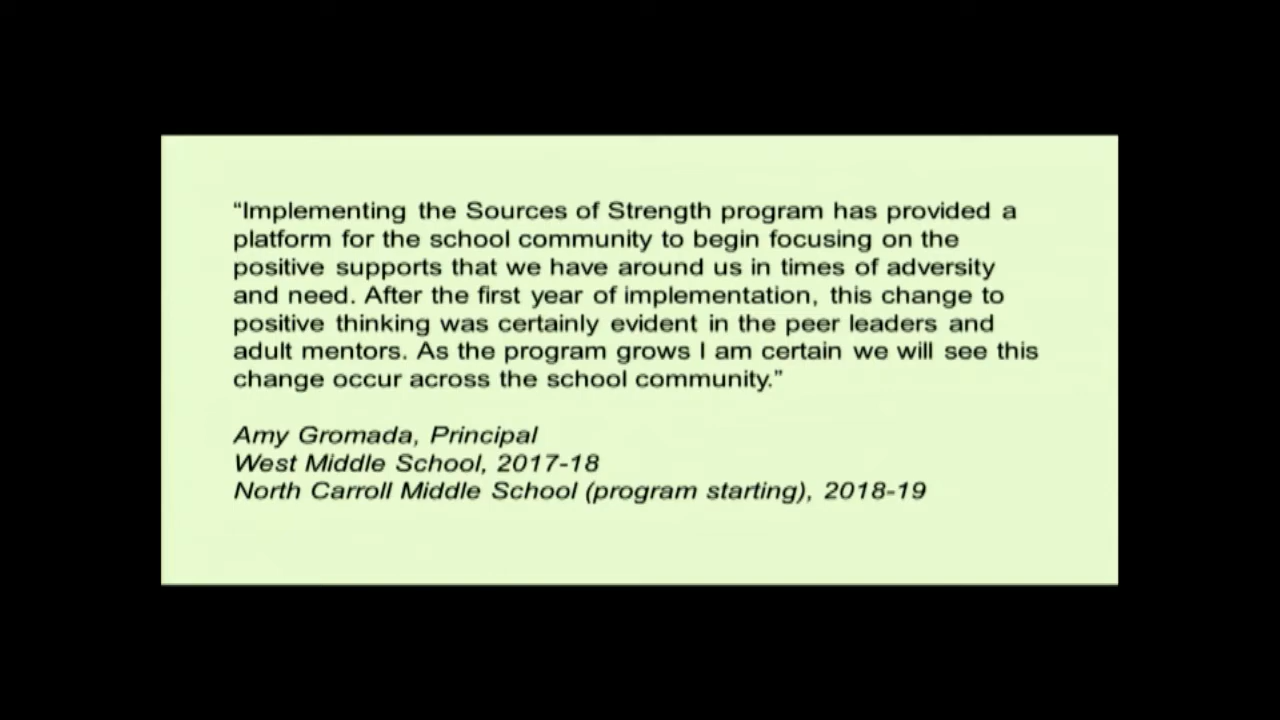 “Implementing the Sources of Strength program has provided a
platform for the school community to begin focusing on the
positive supports that we have around us in times of adversity
and need. After the first year of implementation, this change to
positive thinking was certainly evident in the peer leaders and
adult mentors. As the program grows I am certain we will see this
change occur across the school community.”
Amy Gromada, Principal
West Middle School, 2017-18
North Carroll Middle School (program starting), 2018-19